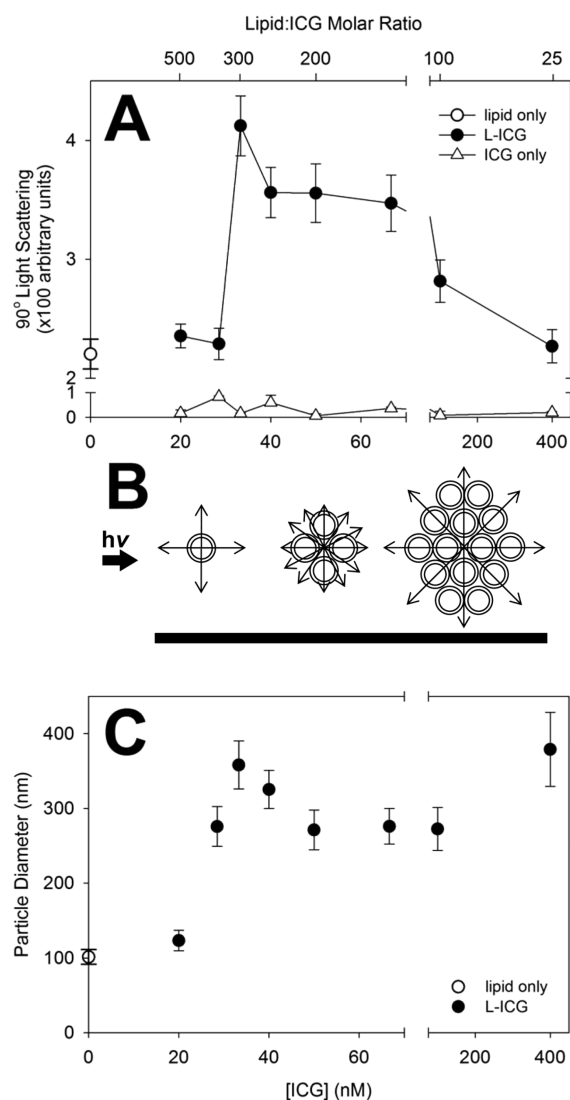 Lipid:ICG Molar Ratio
500 300 200 100 25
A
lipid only
L-ICG
ICG only
90° Light Scattering
(x100 arbitrary units)
4
3
2
1
0
0 20 40 60 200 400
B
hν
C
Particle Diameter (nm)
400
300
200
100
0
lipid only
L-ICG
0 20 40 60 200 400
[ICG] (nM)